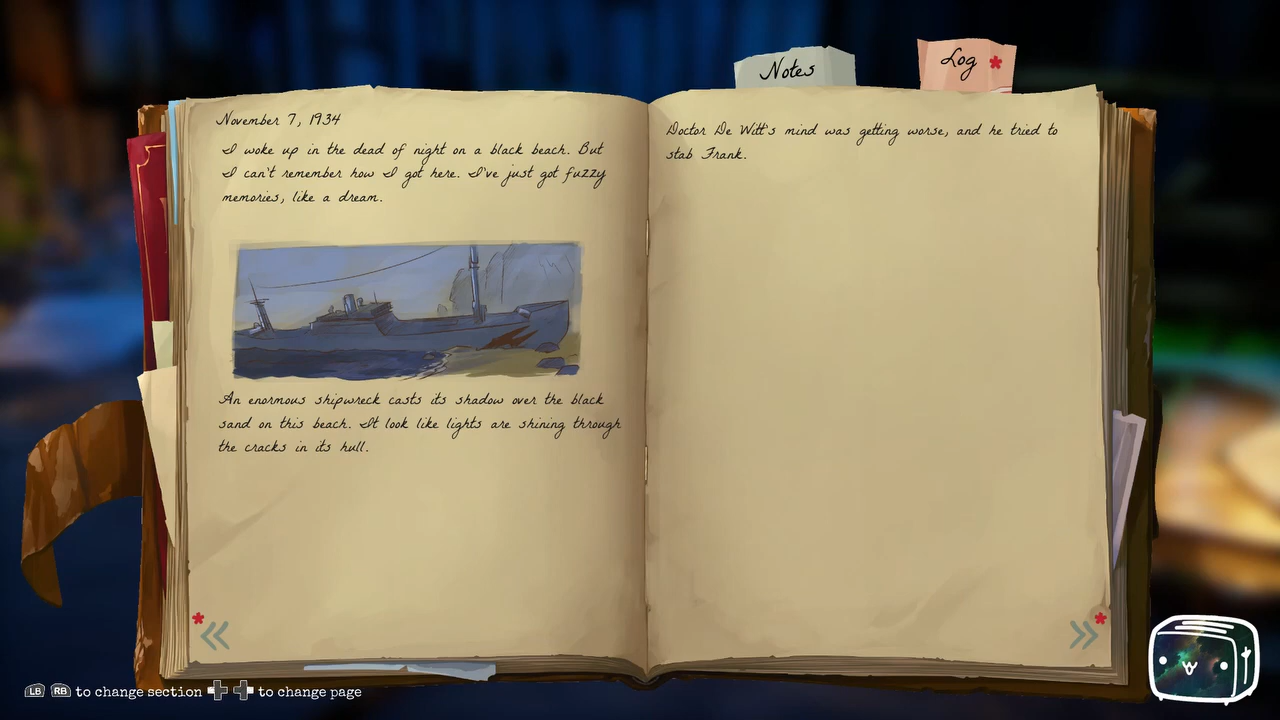 Notes
Log *
November 7, 1934
I woke up in the dead of night on a black beach. But
I can't remember how I got here. I've just got fuzzy
memories, like a dream.
An enormous shipwreck casts its shadow over the black
sand on this beach. It look like lights are shining through
the cracks in its hull.
Doctor De Witt's mind was getting worse, and he tried to
stab Frank.
LB RB to change section to change page